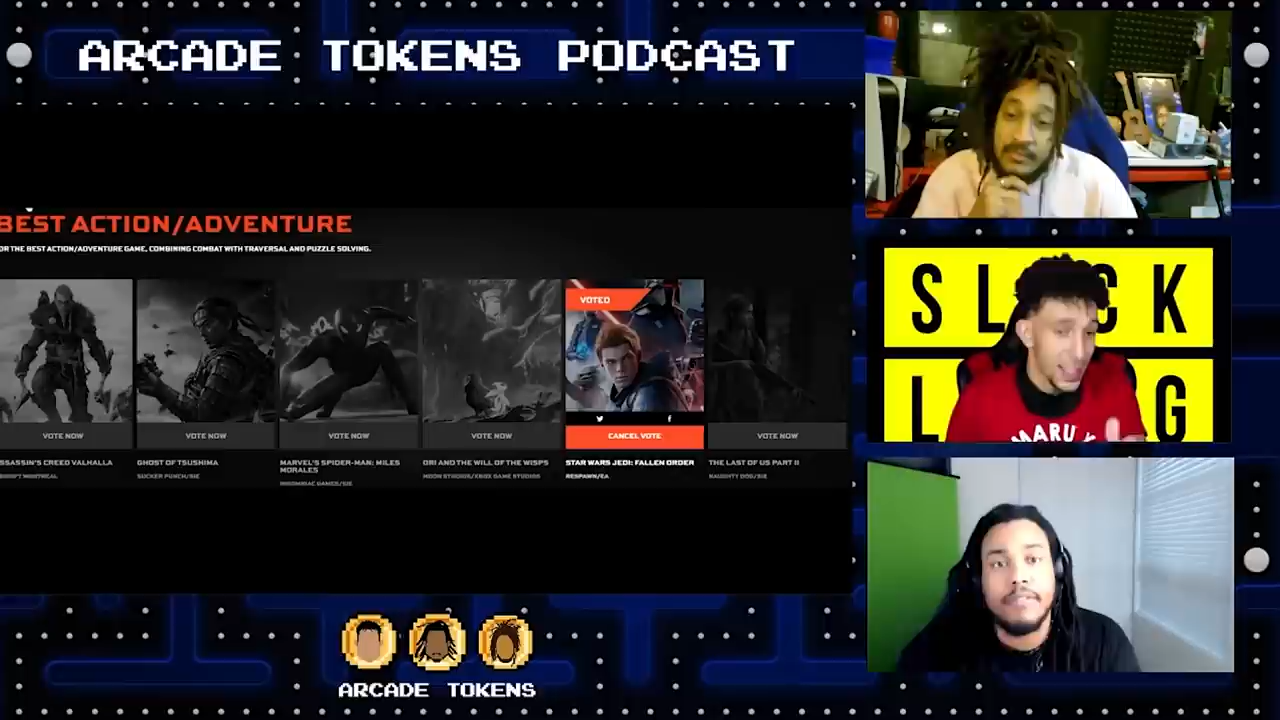 ARCADE TOKENS PODCAST
BEST ACTION/ADVENTURE
OR THE BEST ACTION/ADVENTURE GAME, COMBINING COMBAT WITH TRAVERSAL AND PUZZLE SOLVING.
VOTED
VOTE NOW VOTE NOW VOTE NOW VOTE NOW CANCEL VOTE VOTE NOW
SSASSIN'S CREED VALHALLA
GHOST OF TSUSHIMA
SUCKER PUNCH/SIE
MARVEL'S SPIDER-MAN: MILES
MORALES
INSOMNIAC GAMES/SIE
ORI AND THE WILL OF THE WISPS
MOON STUDIOS/XBOX GAME STUDIOS
STAR WARS JEDI: FALLEN ORDER
RESPAWN/EA
THE LAST OF US PART II
NAUGHTY DOG/SIE
S L C K
L G
MARU
ARCADE TOKENS